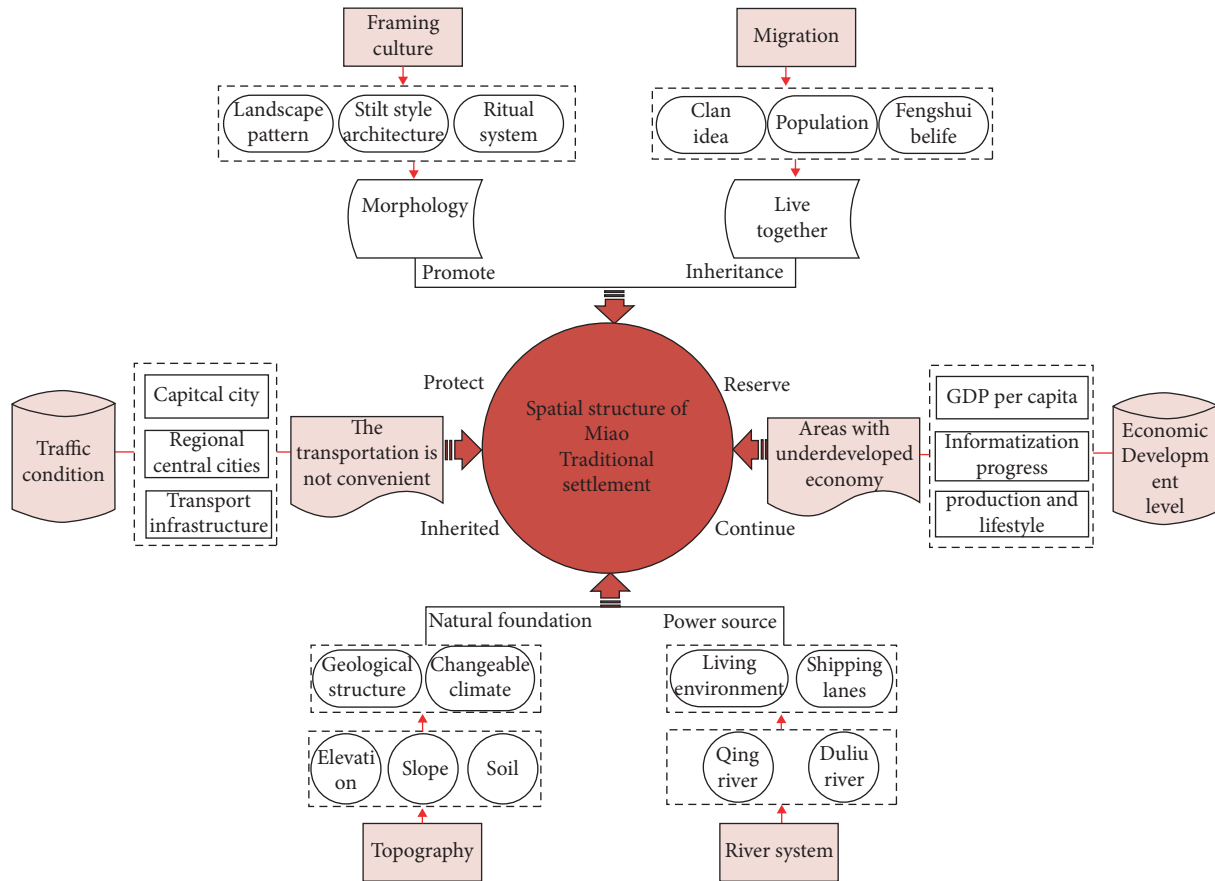 Framing
culture
Migration
Landscape
pattern
Stilt style
architecture
Ritual
system
Clan
idea
Population
Fengshui
belife
Morphology
Live
together
Promote
Inheritance
Traffic
condition
Capitcal city
Regional
central cities
Transport
infrastructure
The
transportation is
not convenient
Protect
Inherited
Spatial structure of
Miao
Traditional
settlement
Reserve
Continue
Areas with
underdeveloped
economy
GDP per capita
Informatization
progress
production and
lifestyle
Economic
Developm
ent
level
Natural foundation
Power source
Geological
structure
Changeable
climate
Living
environment
Shipping
lanes
Elevati
on
Slope
Soil
Qing
river
Duliu
river
Topography
River system